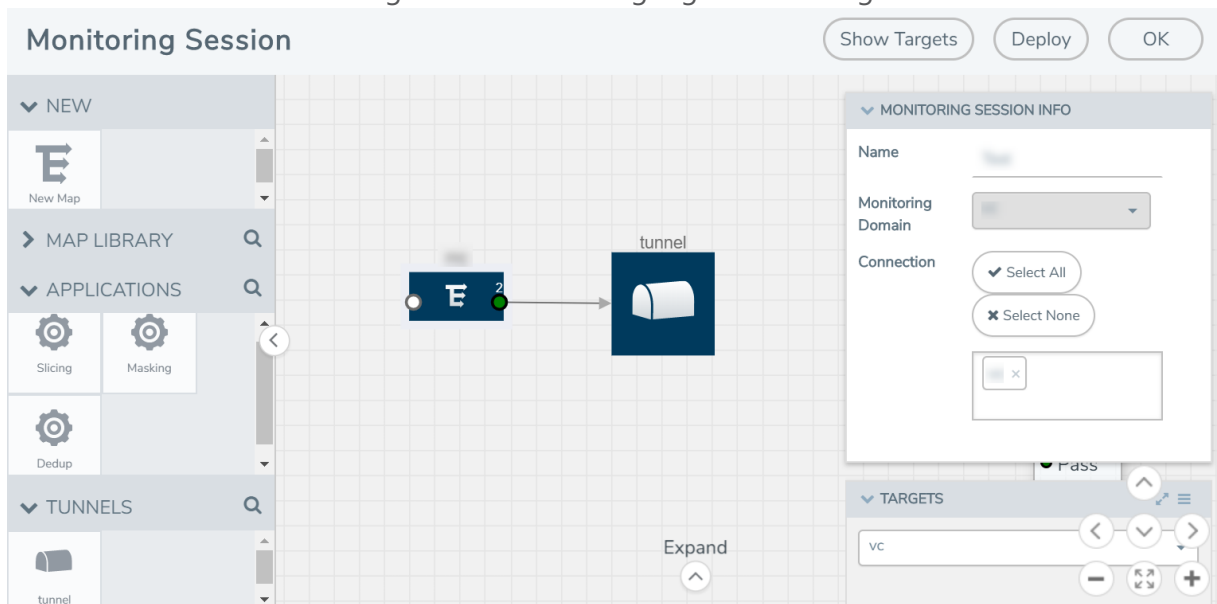 Monitoring Session
Show Targets
Deploy
OK
NEW
New Map
MAP LIBRARY
APPLICATIONS
Slicing
Masking
Dedup
TUNNELS
tunnel
2
tunnel
Expand
MONITORING SESSION INFO
Name
Monitoring
Domain
Connection
Select All
Select None
Pass
TARGETS
vc